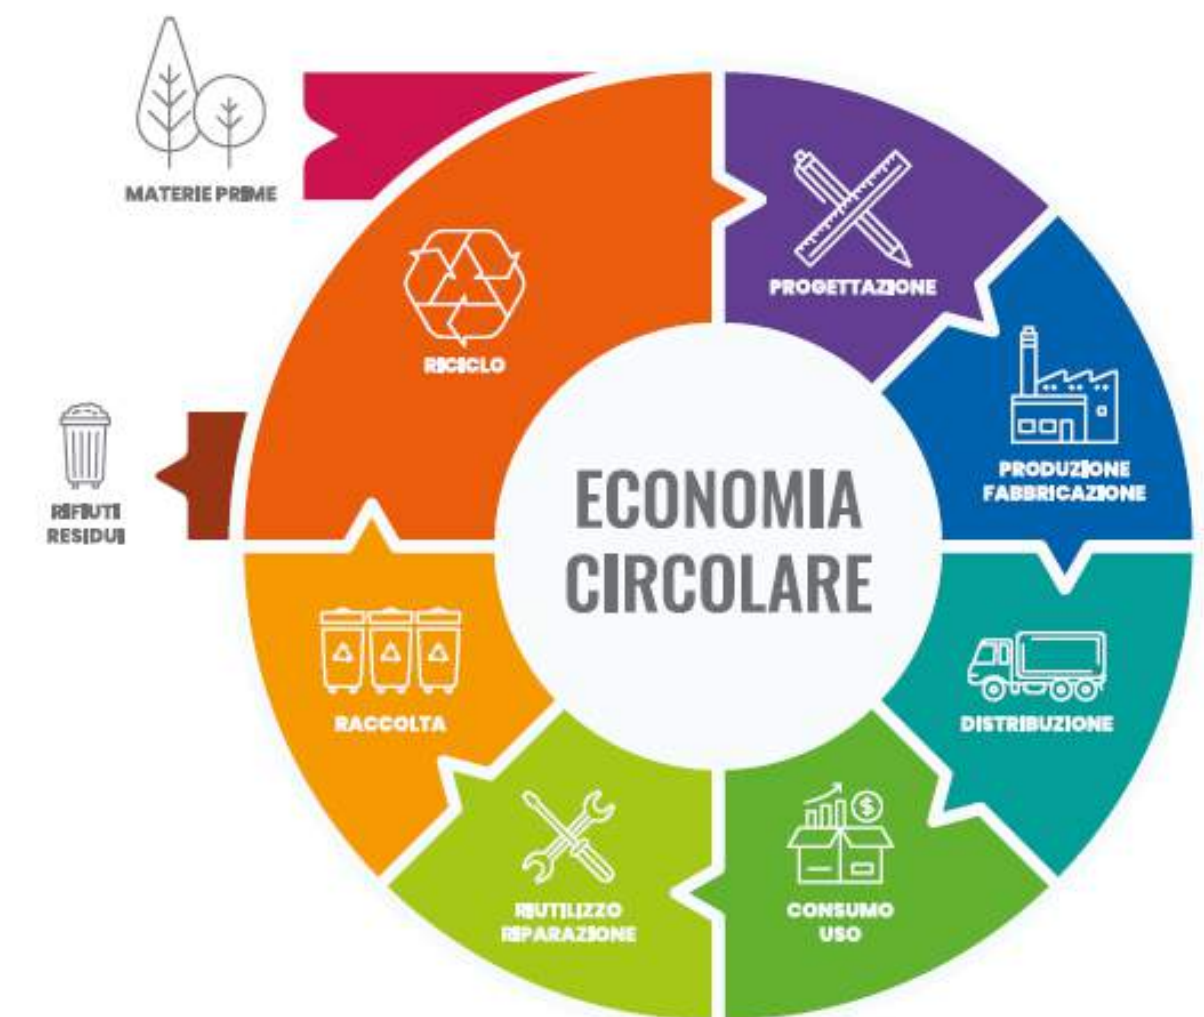 MATERIE PRIME
PROGETTAZIONE
RICICLO
PRODUZIONE
FABBRICAZIONE
ECONOMIA
CIRCOLARE
RIFIUTI
RESIDUI
RACCOLTA
DISTRIBUZIONE
RIUTILIZZO
RIPARAZIONE
CONSUMO
USO
$